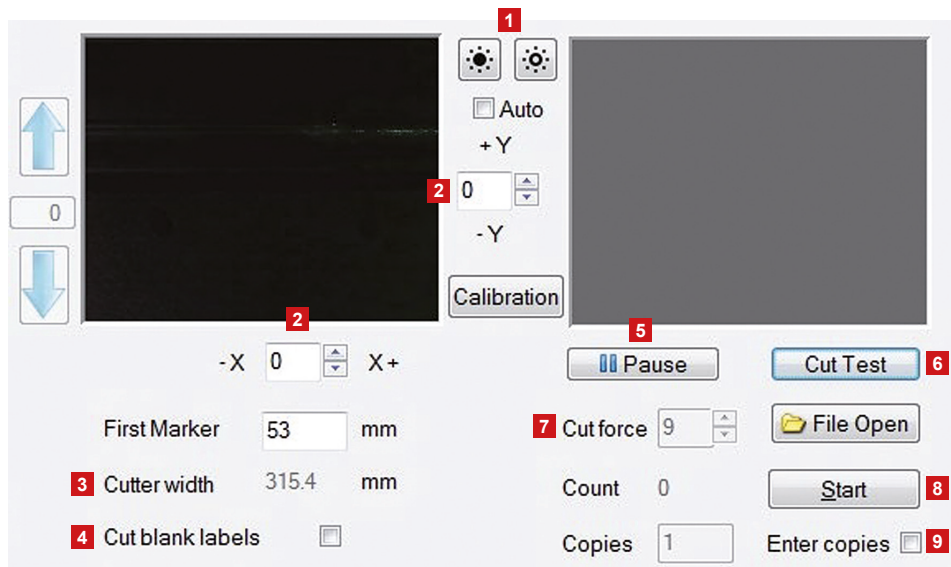 1
Auto
+ Y
2 0
0
- Y
Calibration
2
- X 0 X +
5
Pause
Cut Test 6
First Marker 53 mm
7 Cut force 9
File Open
3 Cutter width 315.4 mm
Count 0
Start 8
4 Cut blank labels
Copies 1
Enter copies 9